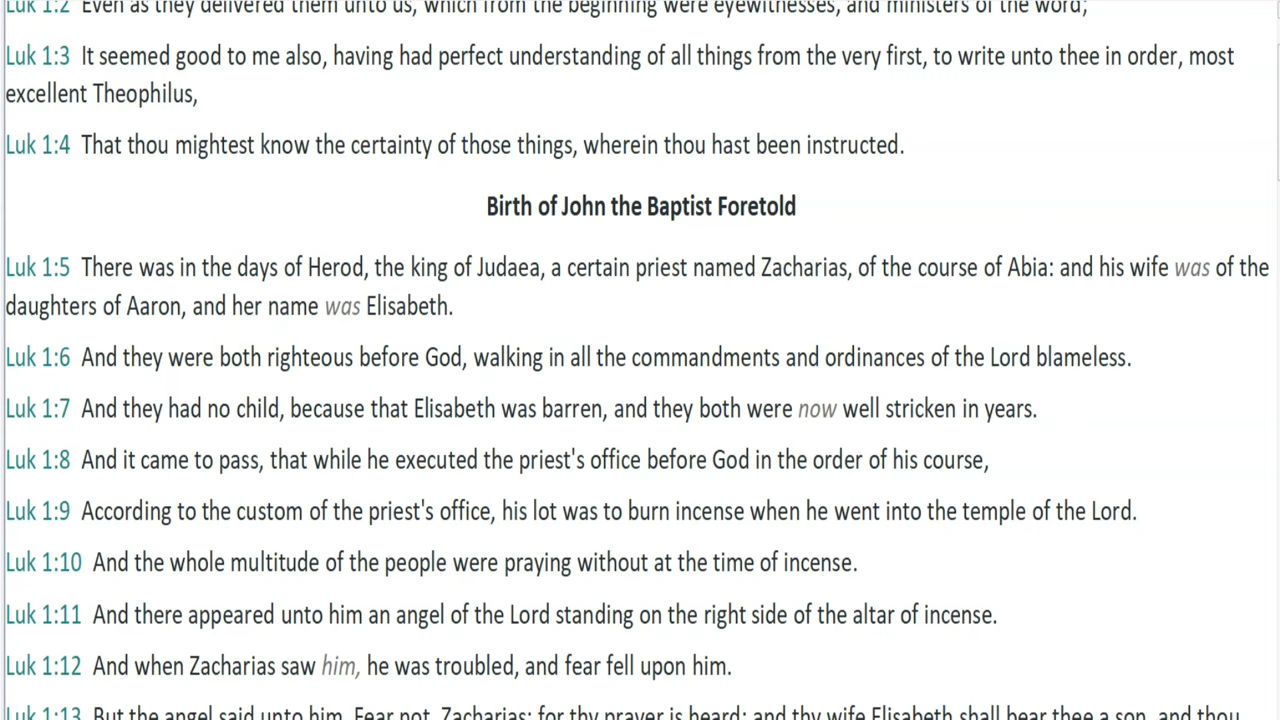 Luk 1:2 Even as they delivered them unto us, which from the beginning were eyewitnesses, and ministers of the word;
Luk 1:3 It seemed good to me also, having had perfect understanding of all things from the very first, to write unto thee in order, most
excellent Theophilus,
Luk 1:4 That thou mightest know the certainty of those things, wherein thou hast been instructed.
Birth of John the Baptist Foretold
Luk 1:5 There was in the days of Herod, the king of Judaea, a certain priest named Zacharias, of the course of Abia: and his wife was of the
daughters of Aaron, and her name was Elisabeth.
Luk 1:6 And they were both righteous before God, walking in all the commandments and ordinances of the Lord blameless.
Luk 1:7 And they had no child, because that Elisabeth was barren, and they both were now well stricken in years.
Luk 1:8 And it came to pass, that while he executed the priest's office before God in the order of his course,
Luk 1:9 According to the custom of the priest's office, his lot was to burn incense when he went into the temple of the Lord.
Luk 1:10 And the whole multitude of the people were praying without at the time of incense.
Luk 1:11 And there appeared unto him an angel of the Lord standing on the right side of the altar of incense.
Luk 1:12 And when Zacharias saw him, he was troubled, and fear fell upon him.
Luk 1:13 But the angel said unto him, Fear not, Zacharias: for thy prayer is heard; and thy wife Elisabeth shall bear thee a son, and thou